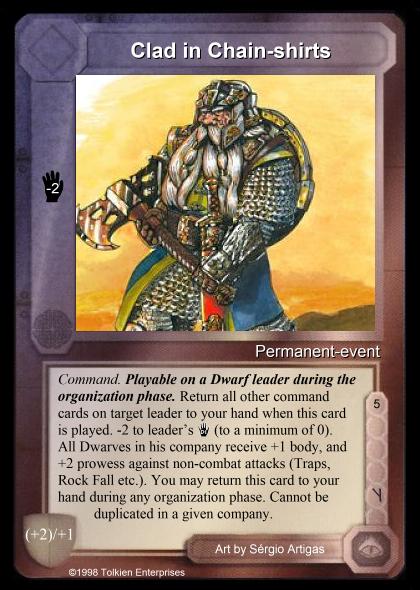 Clad in Chain-shirts
-2
Permanent-event
Command. Playable on a Dwarf leader during the
organization phase. Return all other command
cards on target leader to your hand when this card
is played. -2 to leader's (to a minimum of 0).
All Dwarves in his company receive +1 body, and
+2 prowess against non-combat attacks (Traps,
Rock Fall etc.). You may return this card to your
hand during any organization phase. Cannot be
duplicated in a given company.
5
(+2)/+1
Art by Sérgio Artigas
©1998 Tolkien Enterprises